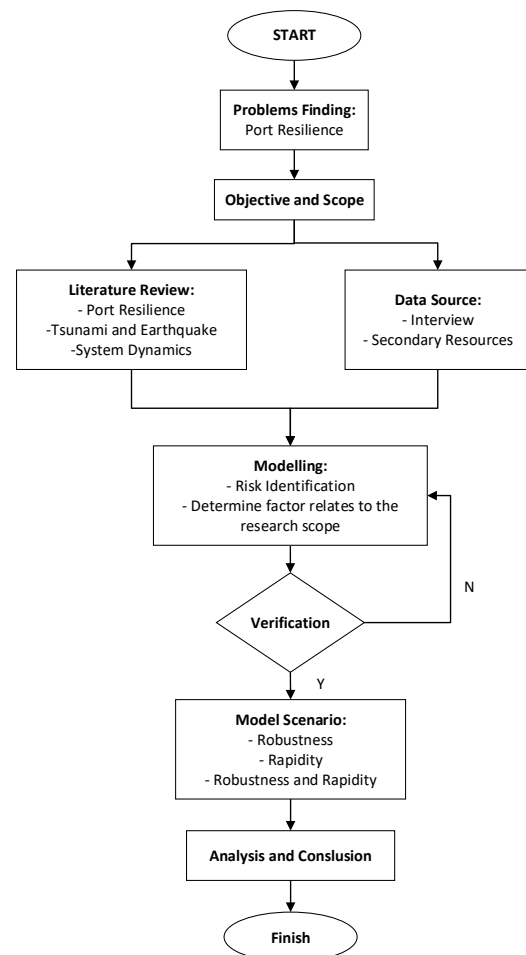 START
Problems Finding:
Port Resilience
Objective and Scope
Literature Review:
- Port Resilience
-Tsunami and Earthquake
-System Dynamics
Data Source:
- Interview
- Secondary Resources
Modelling:
- Risk Identification
- Determine factor relates to the
research scope
N
Verification
Y
Model Scenario:
- Robustness
- Rapidity
- Robustness and Rapidity
Analysis and Conslusion
Finish